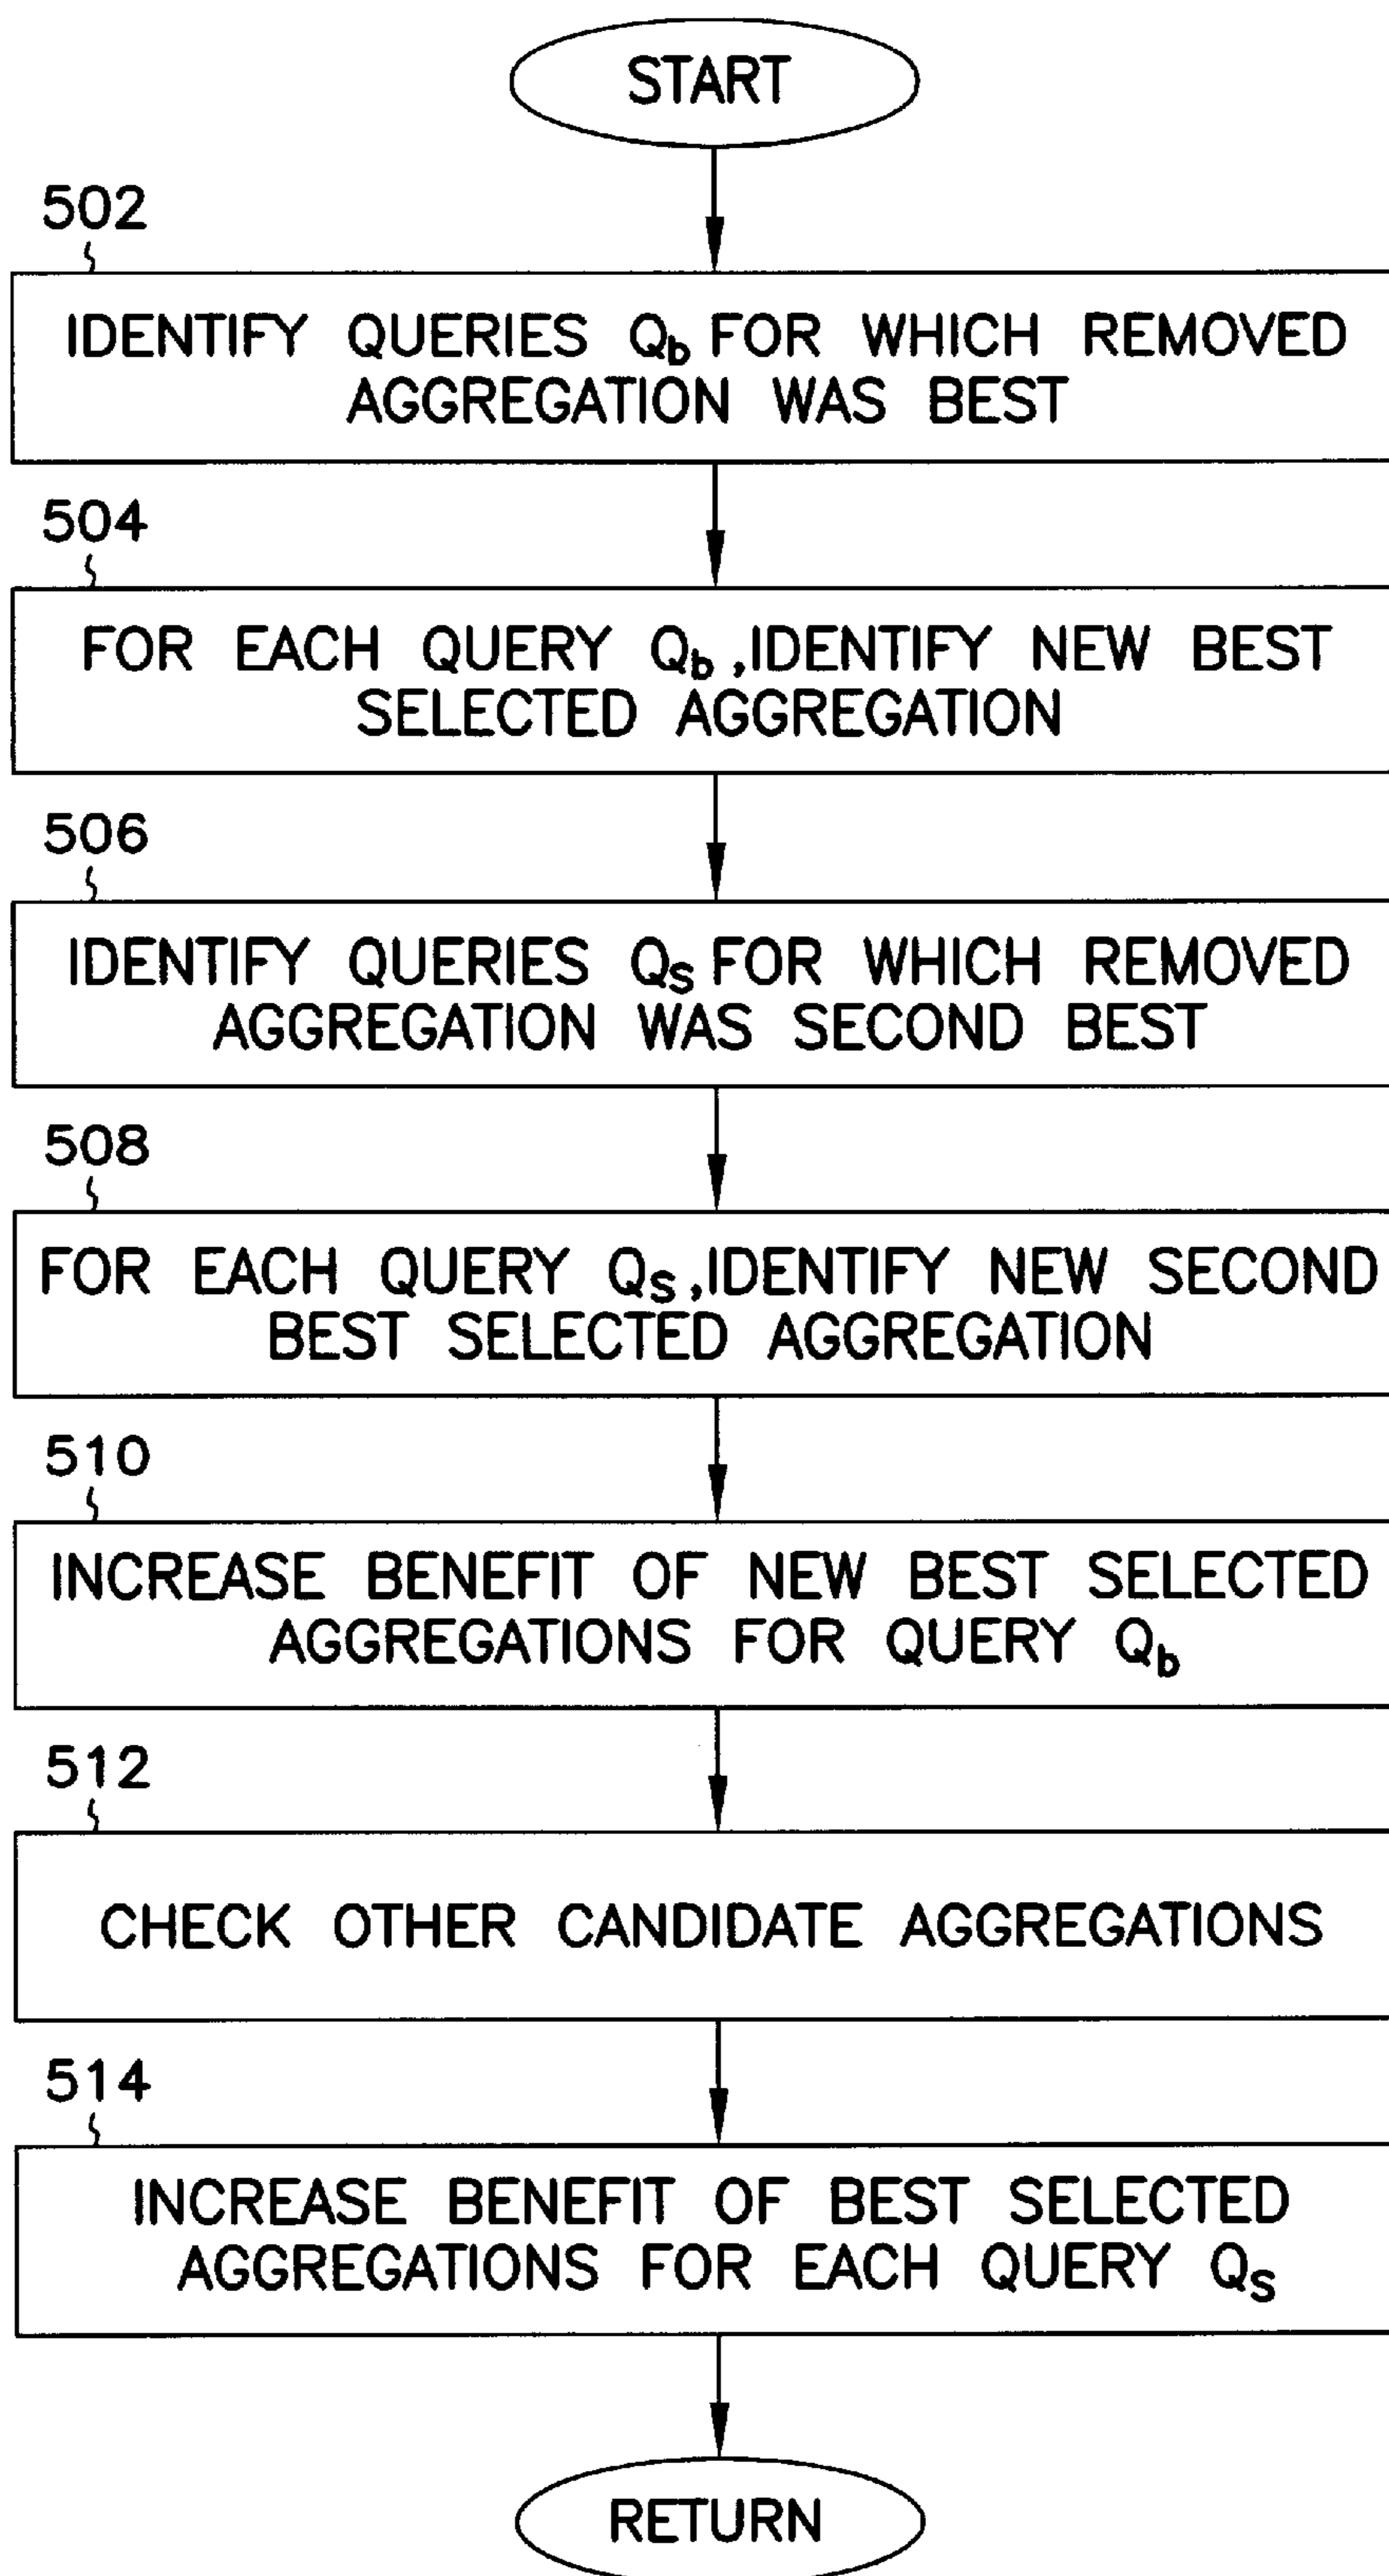 START
502
IDENTIFY QUERIES Qb FOR WHICH REMOVED
AGGREGATION WAS BEST
504
FOR EACH QUERY Qb ,IDENTIFY NEW BEST
SELECTED AGGREGATION
506
IDENTIFY QUERIES QS FOR WHICH REMOVED
AGGREGATION WAS SECOND BEST
508
FOR EACH QUERY QS,IDENTIFY NEW SECOND
BEST SELECTED AGGREGATION
510
INCREASE BENEFIT OF NEW BEST SELECTED
AGGREGATIONS FOR QUERY Qb
512
CHECK OTHER CANDIDATE AGGREGATIONS
514
INCREASE BENEFIT OF BEST SELECTED
AGGREGATIONS FOR EACH QUERY QS
RETURN